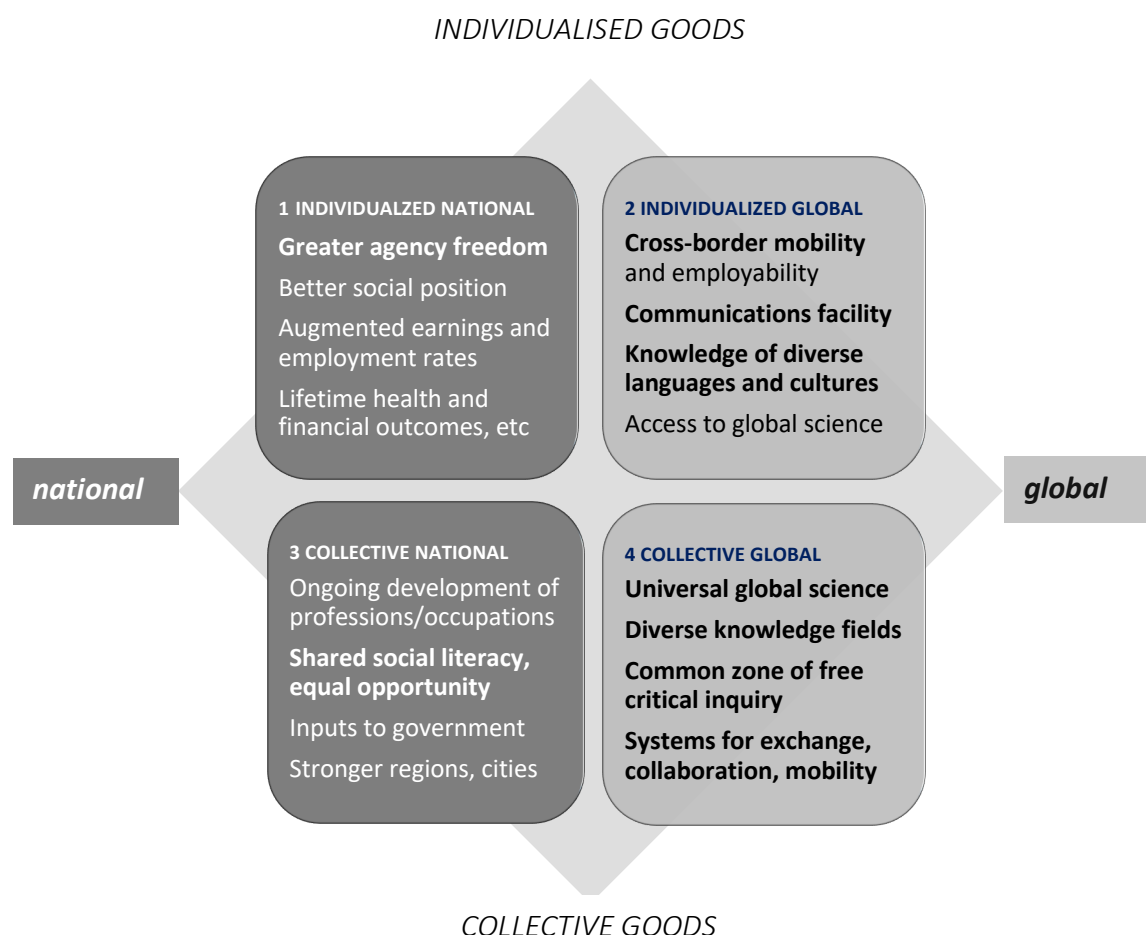 INDIVIDUALISED GOODS
1 INDIVIDUALZED NATIONAL
Greater agency freedom
Better social position
Augmented earnings and
employment rates
Lifetime health and
financial outcomes, etc
2 INDIVIDUALIZED GLOBAL
Cross-border mobility
and employability
Communications facility
Knowledge of diverse
languages and cultures
Access to global science
national
global
3 COLLECTIVE NATIONAL
Ongoing development of
professions/occupations
Shared social literacy,
equal opportunity
Inputs to government
Stronger regions, cities
4 COLLECTIVE GLOBAL
Universal global science
Diverse knowledge fields
Common zone of free
critical inquiry
Systems for exchange,
collaboration, mobility
COLLECTIVE GOODS